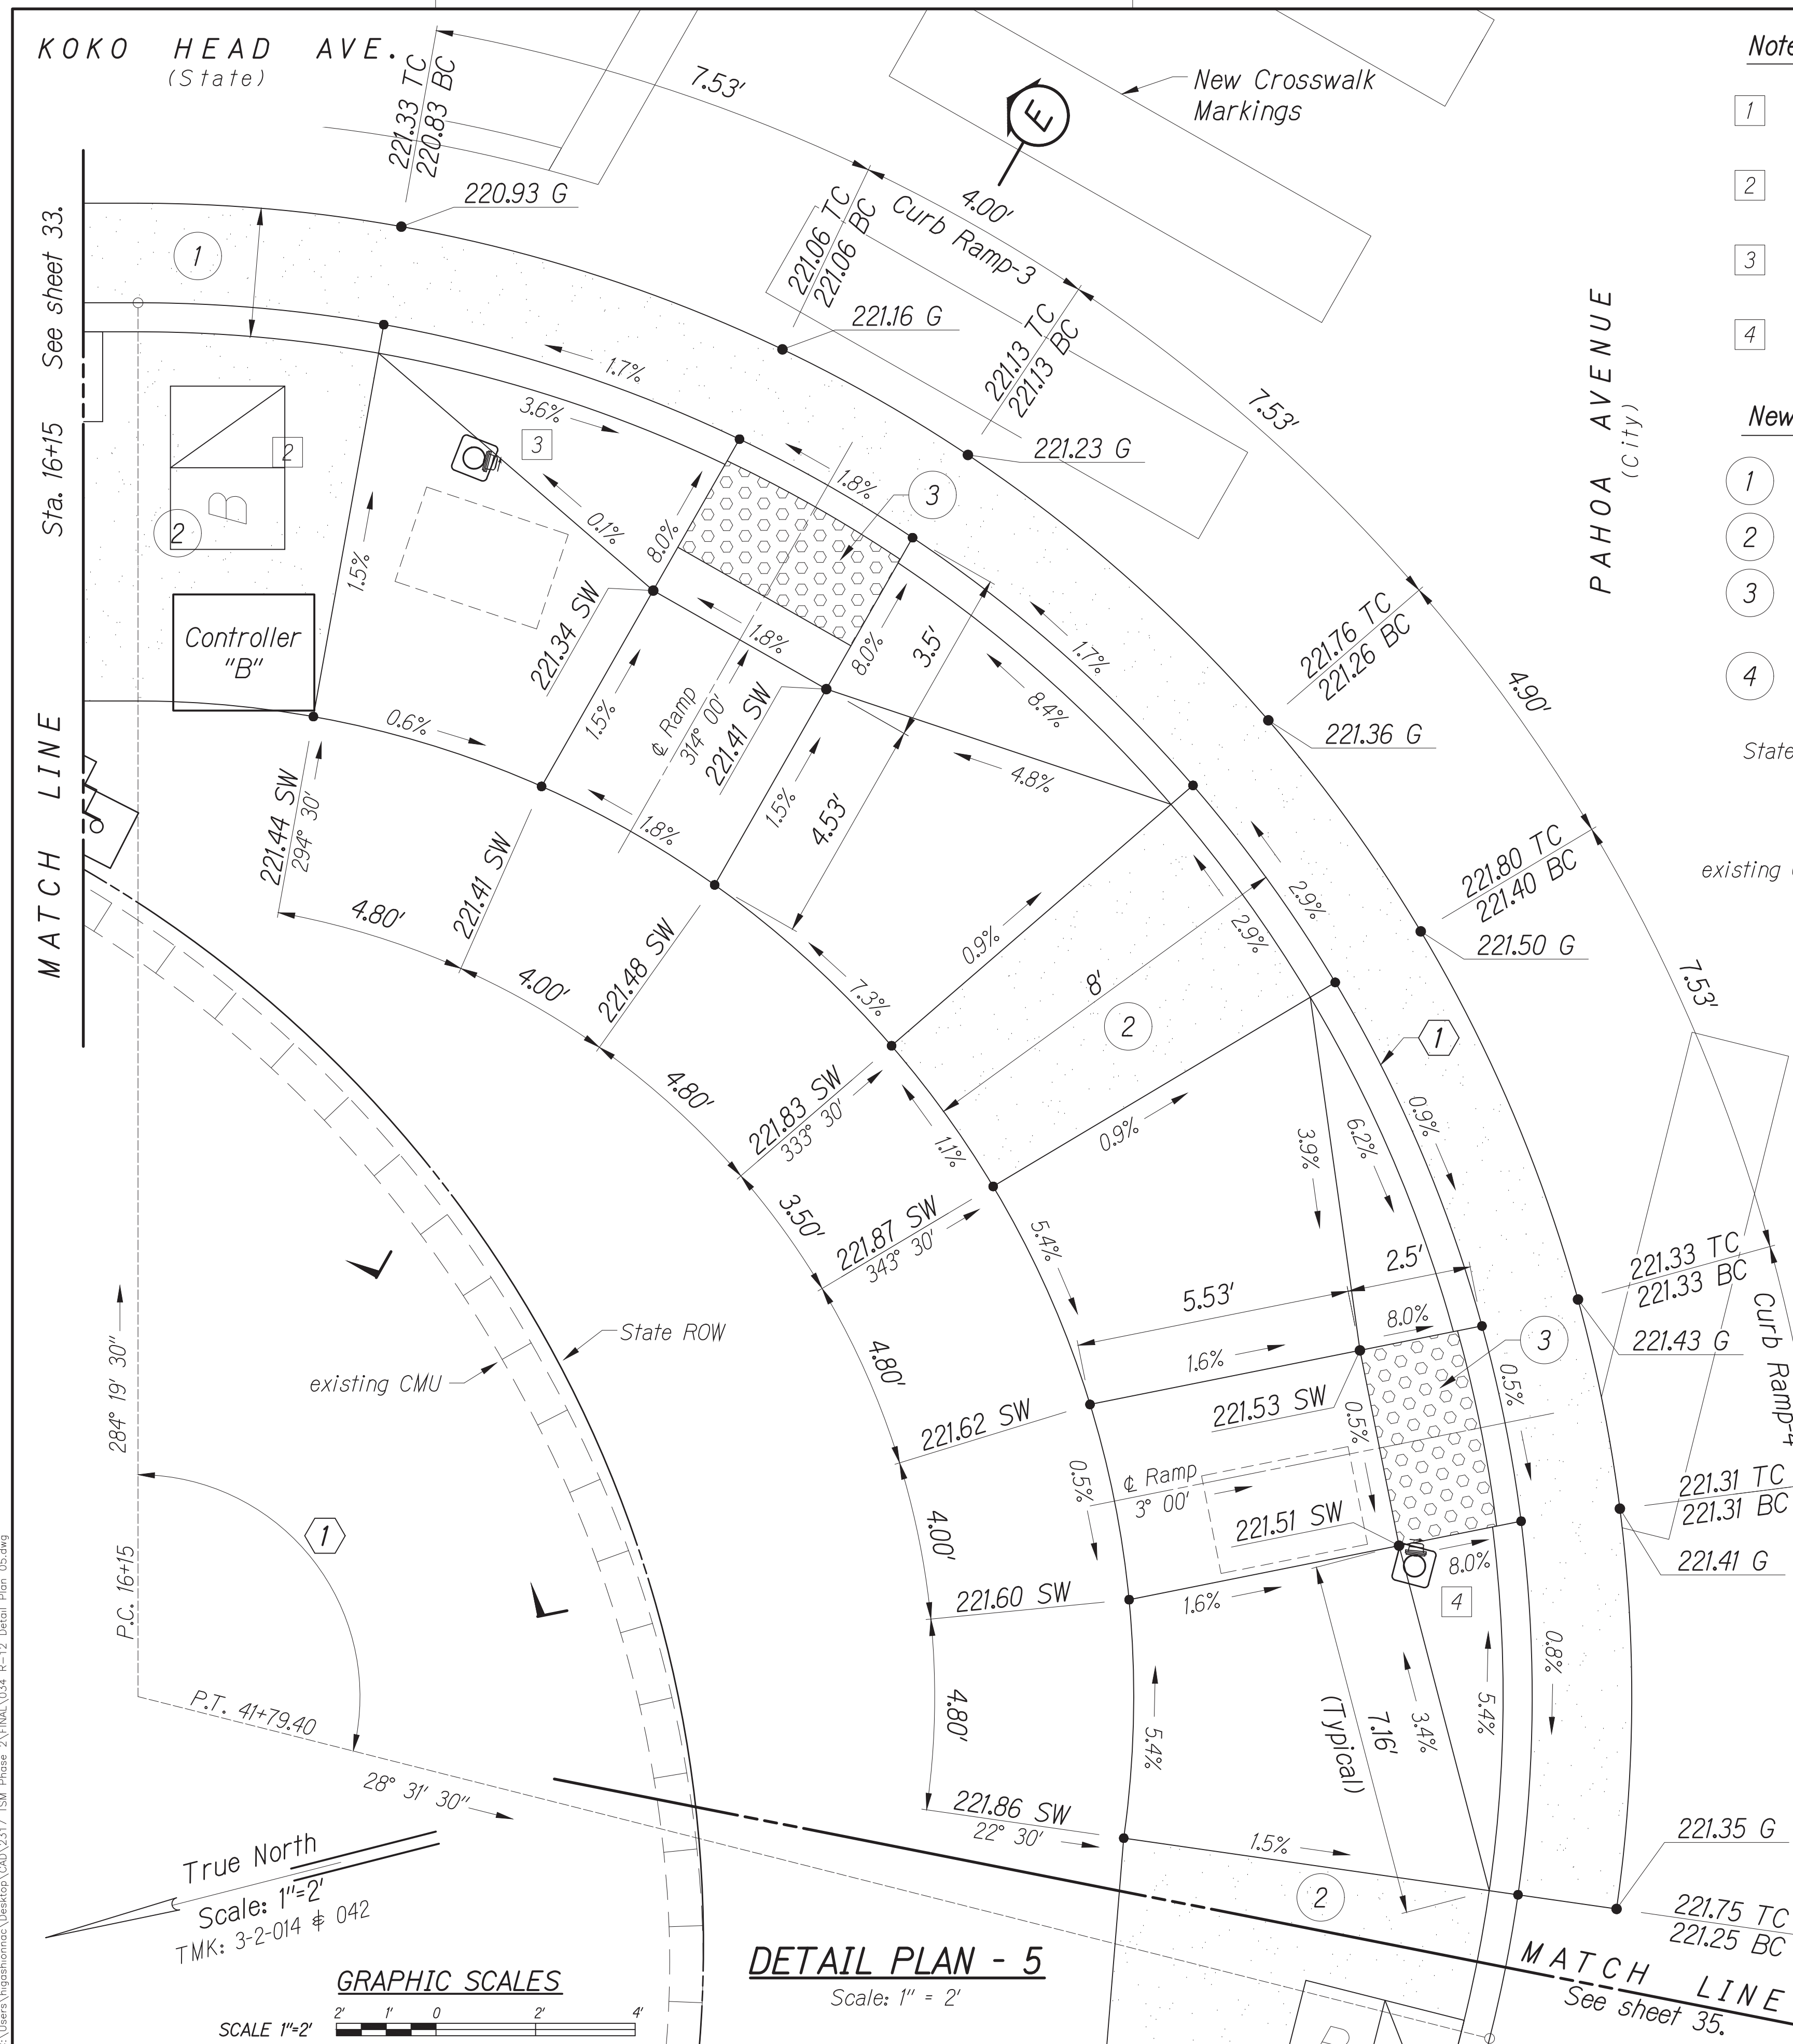 KOKO HEAD AVE.
(State)
221.33 TC
220.83 BC
7.53'
New Crosswalk
Markings
E
Note
1
2
3
4
220.93 G
221.06 TC
221.06 BC
4.00'
Curb Ramp-3
221.16 G
221.13 TC
221.13 BC
221.23 G
7.53'
PAHOA AVENUE
(City)
New
1
2
3
4
State
existing
MATCH LINE
Sta. 16+15 See sheet 33.
1
2
B
2
Controller
"B"
1.7%
3.6%
3
1.5%
0.1%
8.0%
1.8%
3
221.34 SW
1.8%
8.0%
3.5'
1.7%
8.4%
221.76 TC
221.26 BC
221.36 G
4.90'
0.6%
1.5%
℄ Ramp
314° 00'
221.41 SW
1.5%
4.53'
4.8%
221.44 SW
294° 30'
1.8%
221.41 SW
221.80 TC
221.40 BC
221.50 G
4.80'
4.00'
221.48 SW
7.3%
0.9%
2.9%
2.9%
8'
2
1
7.53'
4.80'
221.83 SW
333° 30'
1.1%
0.9%
3.9%
6.2%
0.9%
3.50'
221.87 SW
343° 30'
5.4%
2.5'
5.53'
8.0%
221.33 TC
221.33 BC
Curb Ramp-4
221.43 G
State ROW
existing CMU
4.80'
1.6%
3
0.5%
221.62 SW
221.53 SW
0.5%
0.5%
℄ Ramp
3° 00'
221.31 TC
221.31 BC
284° 19' 30"
1
4.00'
221.51 SW
8.0%
221.41 G
221.60 SW
1.6%
4
P.C. 16+15
P.T. 41+79.40
4.80'
5.4%
(Typical)
7.16'
3.4%
5.4%
0.8%
28° 31' 30"
221.86 SW
22° 30'
1.5%
221.35 G
True North
Scale: 1"=2'
TMK: 3-2-014 & 042
2
221.75 TC
221.25 BC
MATCH LINE
See sheet 35.
DETAIL PLAN - 5
Scale: 1" = 2'
GRAPHIC SCALES
2' 1' 0 2' 4'
SCALE 1"=2'
B
:\Users\higashionnac\Desktop\CAD\2317 TSM Phase 2\FINAL\034 R-12 Detail Plan 05.dwg